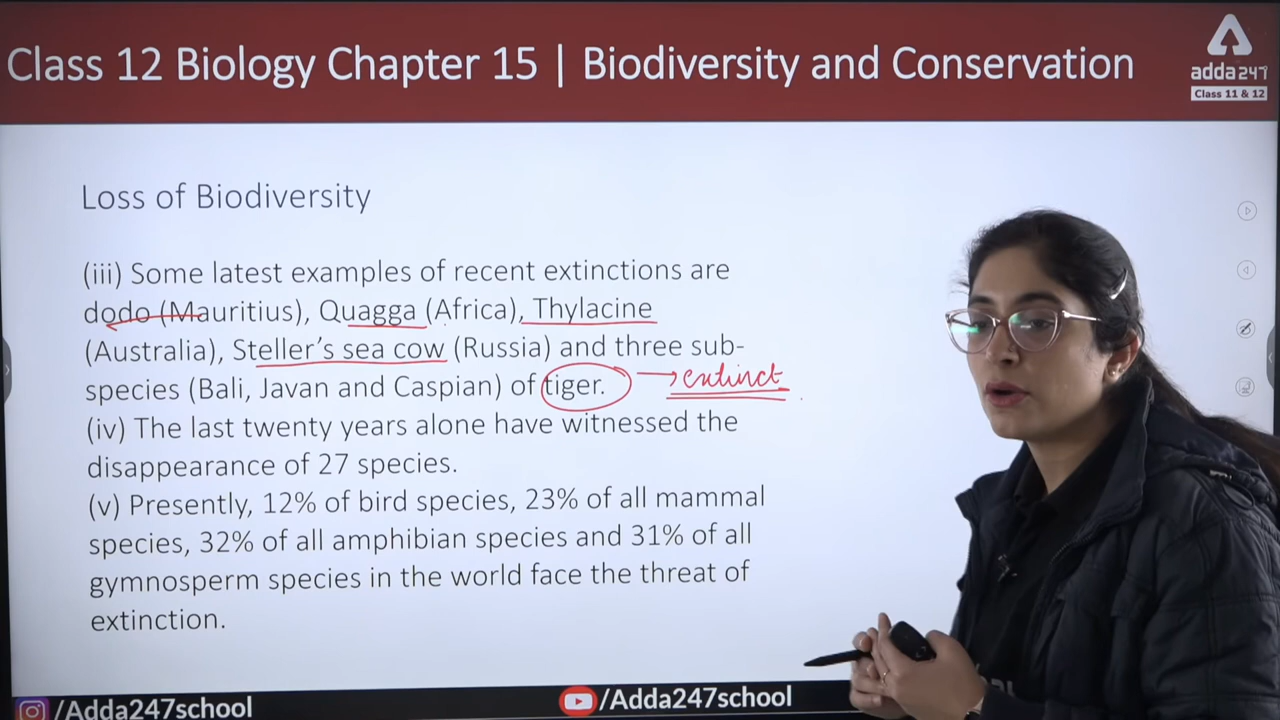 Class 12 Biology Chapter 15 | Biodiversity and Conservation
adda247
Class 11 & 12
Loss of Biodiversity
(iii) Some latest examples of recent extinctions are
dodo (Mauritius), Quagga (Africa), Thylacine
(Australia), Steller's sea cow (Russia) and three sub-
species (Bali, Javan and Caspian) of tiger. → extinct
(iv) The last twenty years alone have witnessed the
disappearance of 27 species.
(v) Presently, 12% of bird species, 23% of all mammal
species, 32% of all amphibian species and 31% of all
gymnosperm species in the world face the threat of
extinction.
/Adda247school
/Adda247school